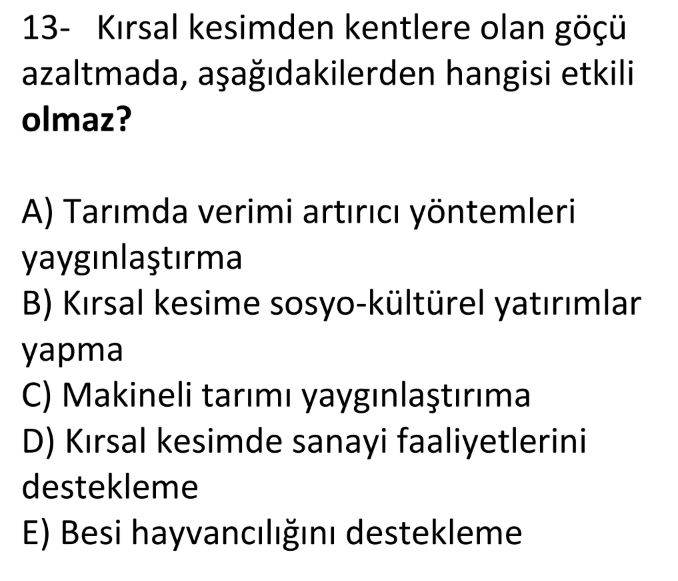 13- Kırsal kesimden kentlere olan göçü
azaltmada, aşağıdakilerden hangisi etkili
olmaz?
A) Tarımda verimi artırıcı yöntemleri
yaygınlaştırma
B) Kırsal kesime sosyo-kültürel yatırımlar
yapma
C) Makineli tarımı yaygınlaştırıma
D) Kırsal kesimde sanayi faaliyetlerini
destekleme
E) Besi hayvancılığını destekleme